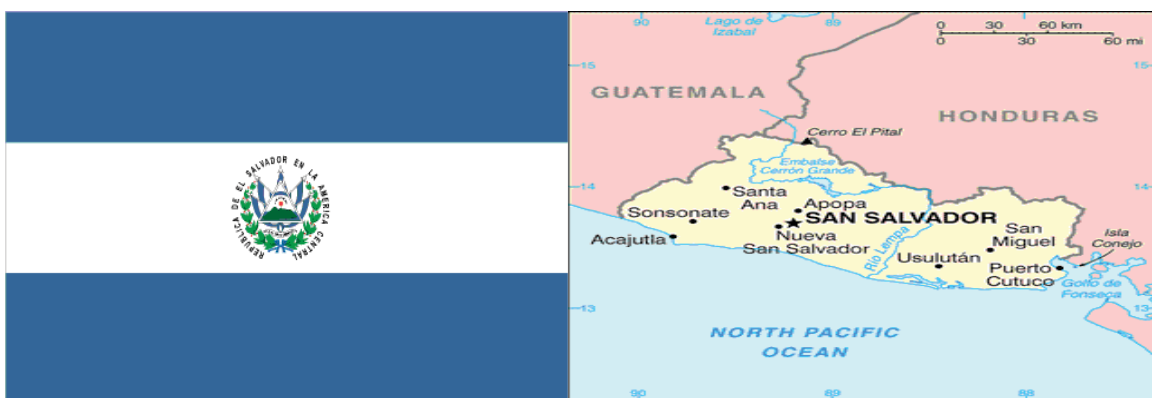 REPUBLICA DE EL SALVADOR EN LA AMERICA CENTRAL
90
Lago de
Izabal
89
0 30 60 km
0 30 60 mi
15
15
GUATEMALA
HONDURAS
Cerro El Pital
Embalse
Cerrón Grande
14
14
Santa
Ana
Apopa
SAN SALVADOR
Sonsonate
Nueva
San Salvador
Acajutla
Río Lempa
San
Miguel
Usulután
Isla
Conejo
Puerto
Cutuco
Golfo de
Fonseca
13
13
NORTH PACIFIC
OCEAN
90
89
88